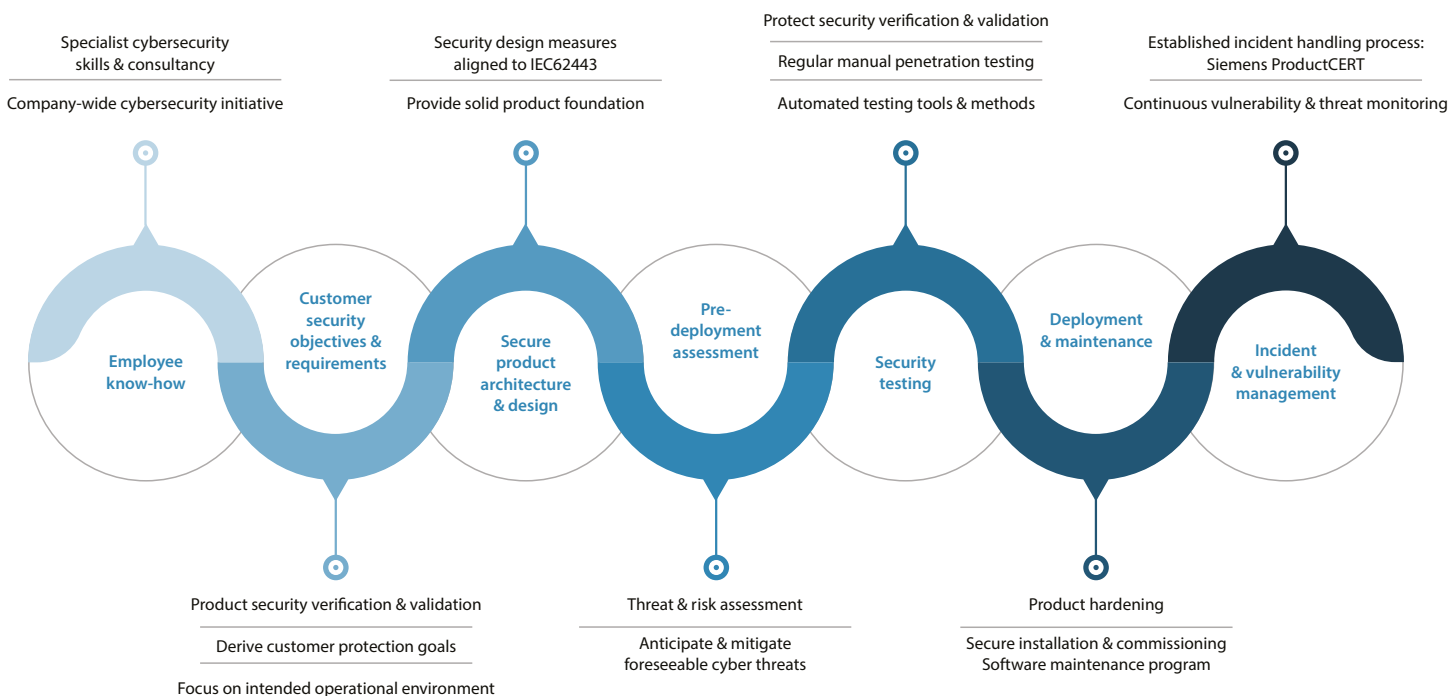 Specialist cybersecurity
skills & consultancy
Company-wide cybersecurity initiative
Security design measures
aligned to IEC62443
Provide solid product foundation
Protect security verification & validation
Regular manual penetration testing
Automated testing tools & methods
Established incident handling process:
Siemens ProductCERT
Continuous vulnerability & threat monitoring
Employee
know-how
Customer
security
objectives &
requirements
Secure
product
architecture
& design
Pre-
deployment
assessment
Security
testing
Deployment
& maintenance
Incident
& vulnerability
management
Product security verification & validation
Derive customer protection goals
Focus on intended operational environment
Threat & risk assessment
Anticipate & mitigate
foreseeable cyber threats
Product hardening
Secure installation & commissioning
Software maintenance program